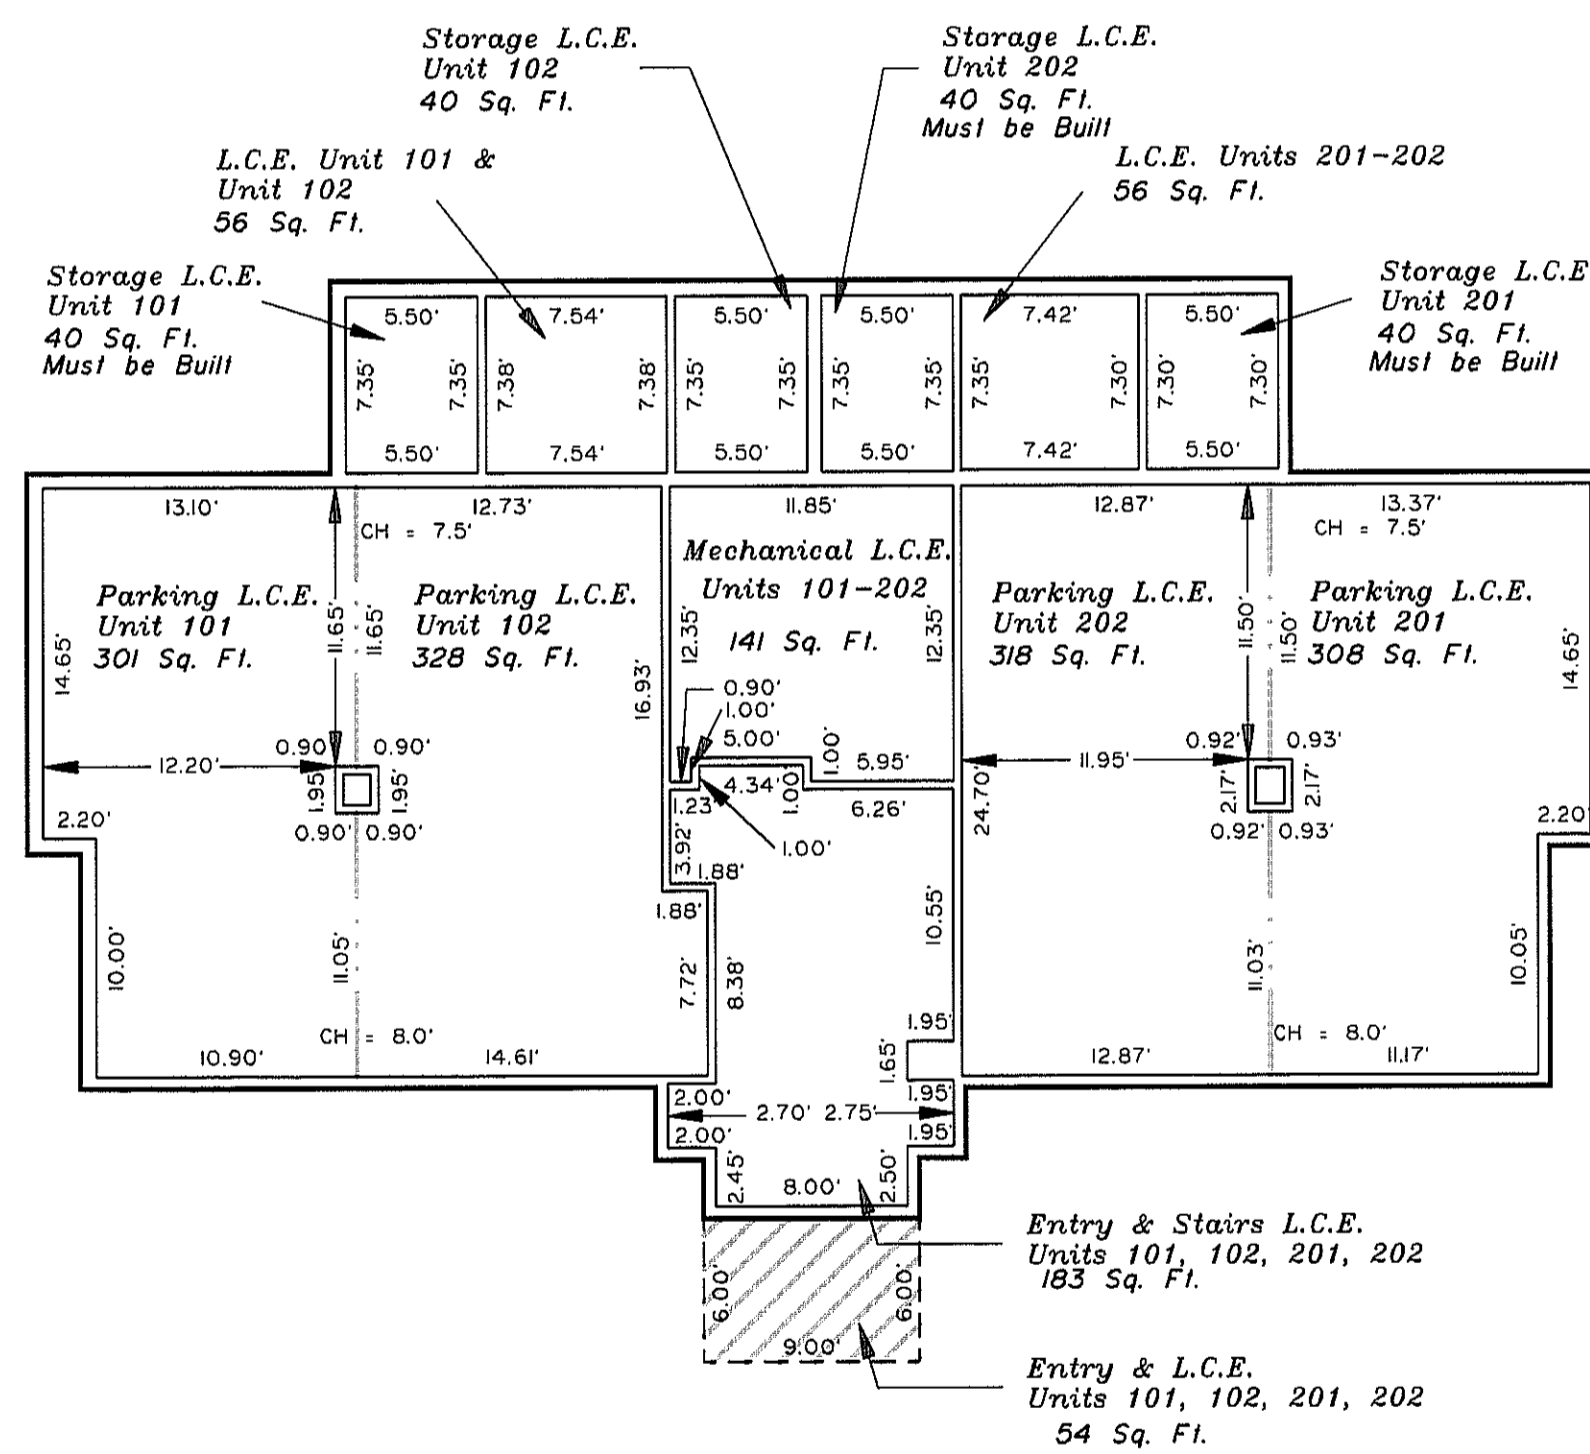 Storage L.C.E.
Unit 102
40 Sq. Ft.
Storage L.C.E.
Unit 202
40 Sq. Ft.
Must be Built
L.C.E. Unit 101 &
Unit 102
56 Sq. Ft.
L.C.E. Units 201-202
56 Sq. Ft.
Storage L.C.E.
Unit 101
40 Sq. Ft.
Must be Built
Storage L.C.E
Unit 201
40 Sq. Ft.
Must be Built
5.50' 7.54' 5.50' 5.50' 7.42' 5.50'
7.35' 7.35' 7.38' 7.38' 7.35' 7.35' 7.35' 7.35' 7.35' 7.30' 7.30' 7.30'
5.50' 7.54' 5.50' 5.50' 7.42' 5.50'
13.10' 12.73' 11.85' 12.87' 13.37'
CH = 7.5'
CH = 7.5'
Mechanical L.C.E.
Units 101-202
141 Sq. Ft.
Parking L.C.E.
Unit 101
301 Sq. Ft.
Parking L.C.E.
Unit 102
328 Sq. Ft.
Parking L.C.E.
Unit 202
318 Sq. Ft.
Parking L.C.E.
Unit 201
308 Sq. Ft.
14.65' 11.65' 11.65' 16.93' 12.35' 12.35' 11.50' 11.50' 14.65'
0.90'
1.00'
5.00' 1.00' 5.95'
12.20' 0.90 0.90'
1.95' 1.95'
0.90' 0.90'
11.95' 0.92' 0.93'
2.17' 2.17'
0.92' 0.93'
2.20' 2.20'
4.34' 1.00'
1.23' 6.26'
24.70'
3.92' 1.00'
1.88'
1.88'
10.00' 11.05' 7.72' 8.38' 10.55' 11.03' 10.05'
1.95'
CH = 8.0'
1.65'
CH = 8.0'
10.90' 14.61' 12.87' 11.17'
2.00' 1.95'
2.70' 2.75'
2.00' 1.95'
2.45' 8.00' 2.50'
Entry & Stairs L.C.E.
Units 101, 102, 201, 202
183 Sq. Ft.
6.00' 6.00'
9.00'
Entry & L.C.E.
Units 101, 102, 201, 202
54 Sq. Ft.